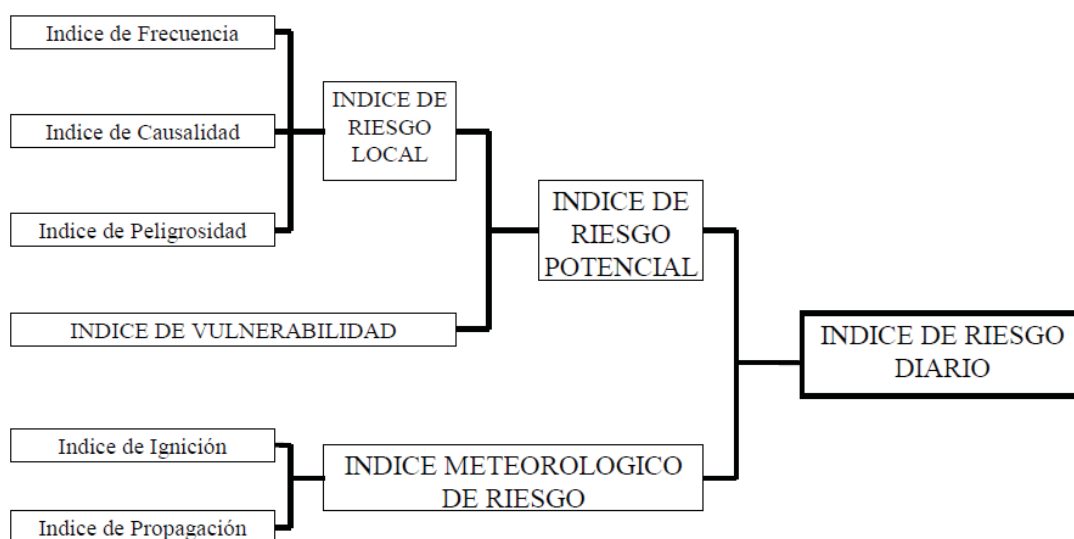 Indice de Frecuencia
INDICE DE
RIESGO
LOCAL
Indice de Causalidad
Indice de Peligrosidad
INDICE DE
RIESGO
POTENCIAL
INDICE DE VULNERABILIDAD
INDICE DE RIESGO
DIARIO
Indice de Ignición
INDICE METEOROLOGICO
DE RIESGO
Indice de Propagación